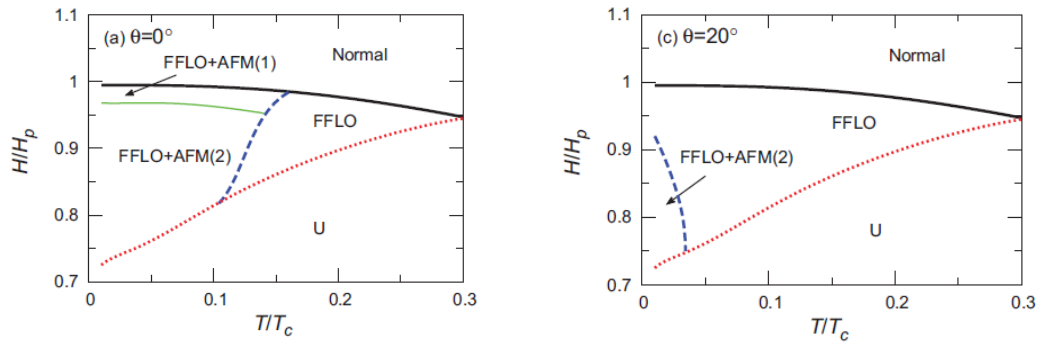 (a) θ=0°
Normal
FFLO+AFM(1)
FFLO
FFLO+AFM(2)
U
1.1
1
0.9
0.8
0.7
H/Hp
0
0.1
0.2
0.3
T/Tc
(c) θ=20°
Normal
FFLO
FFLO+AFM(2)
U
1.1
1
0.9
0.8
0.7
H/Hp
0
0.1
0.2
0.3
T/Tc